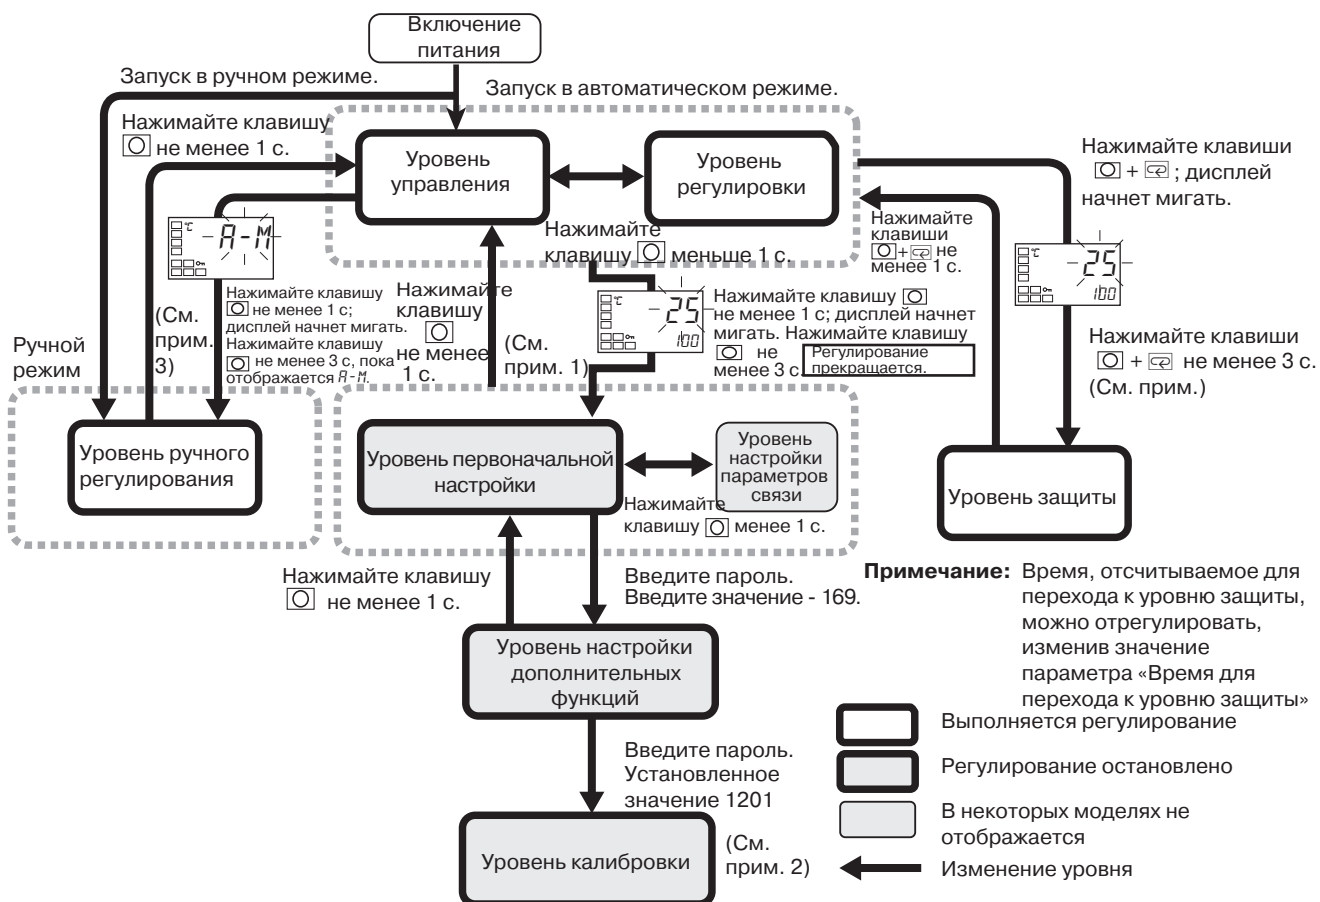 Включение
питания
Запуск в ручном режиме.
Запуск в автоматическом режиме.
Нажимайте клавишу
не менее 1 с.
Уровень
управления
Уровень
регулировки
Нажимайте клавиши
+ ; дисплей
начнет мигать.
Нажимайте
клавишу меньше 1 с.
Нажимайте
клавиши
+ не
менее 1 с.
°C
A-M
°C
25
100
°C
25
100
(См.
прим.
3)
Нажимайте клавишу
не менее 1 с;
дисплей начнет мигать.
Нажимайте клавишу
не менее 3 с, пока
отображается A-M.
Нажимайте
клавишу
не менее
1 с.
(См.
прим. 1)
Нажимайте клавишу
не менее 1 с; дисплей начнет
мигать. Нажимайте клавишу
не
менее 3 с.
Регулирование
прекращается.
Нажимайте клавиши
+ не менее 3 с.
(См. прим.)
Ручной
режим
Уровень ручного
регулирования
Уровень первоначальной
настройки
Уровень
настройки
параметров
связи
Нажимайте
клавишу менее 1 с.
Уровень защиты
Нажимайте клавишу
не менее 1 с.
Введите пароль.
Введите значение - 169.
Примечание: Время, отсчитываемое для
перехода к уровню защиты,
можно отрегулировать,
изменив значение
параметра «Время для
перехода к уровню защиты»
Уровень настройки
дополнительных
функций
Введите пароль.
Установленное
значение 1201
Уровень калибровки
(См.
прим. 2)
Выполняется регулирование
Регулирование остановлено
В некоторых моделях не
отображается
Изменение уровня